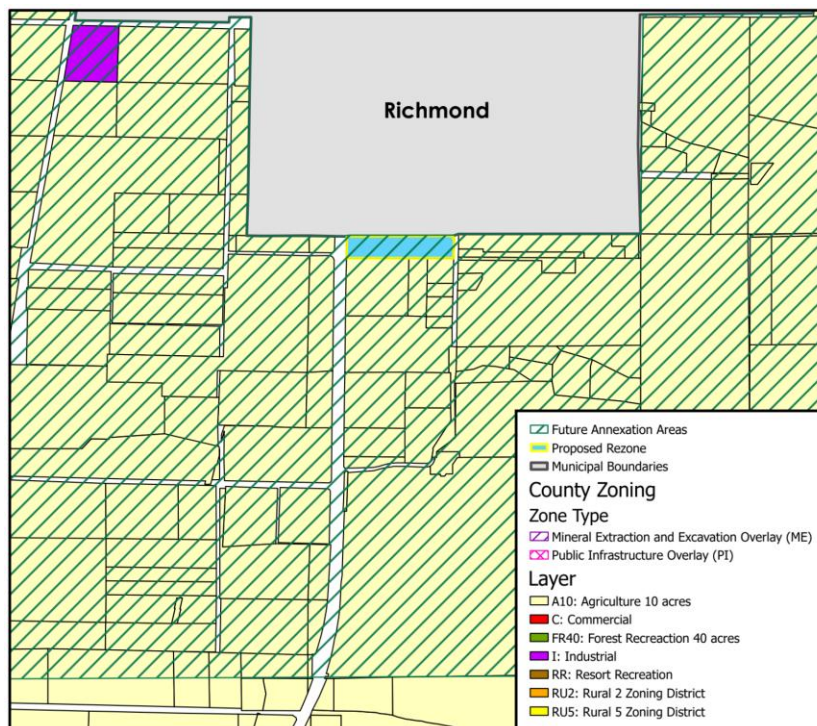 Richmond
Future Annexation Areas
Proposed Rezone
Municipal Boundaries
County Zoning
Zone Type
Mineral Extraction and Excavation Overlay (ME)
Public Infrastructure Overlay (PI)
Layer
A10: Agriculture 10 acres
C: Commercial
FR40: Forest Recreaction 40 acres
I: Industrial
RR: Resort Recreation
RU2: Rural 2 Zoning District
RU5: Rural 5 Zoning District